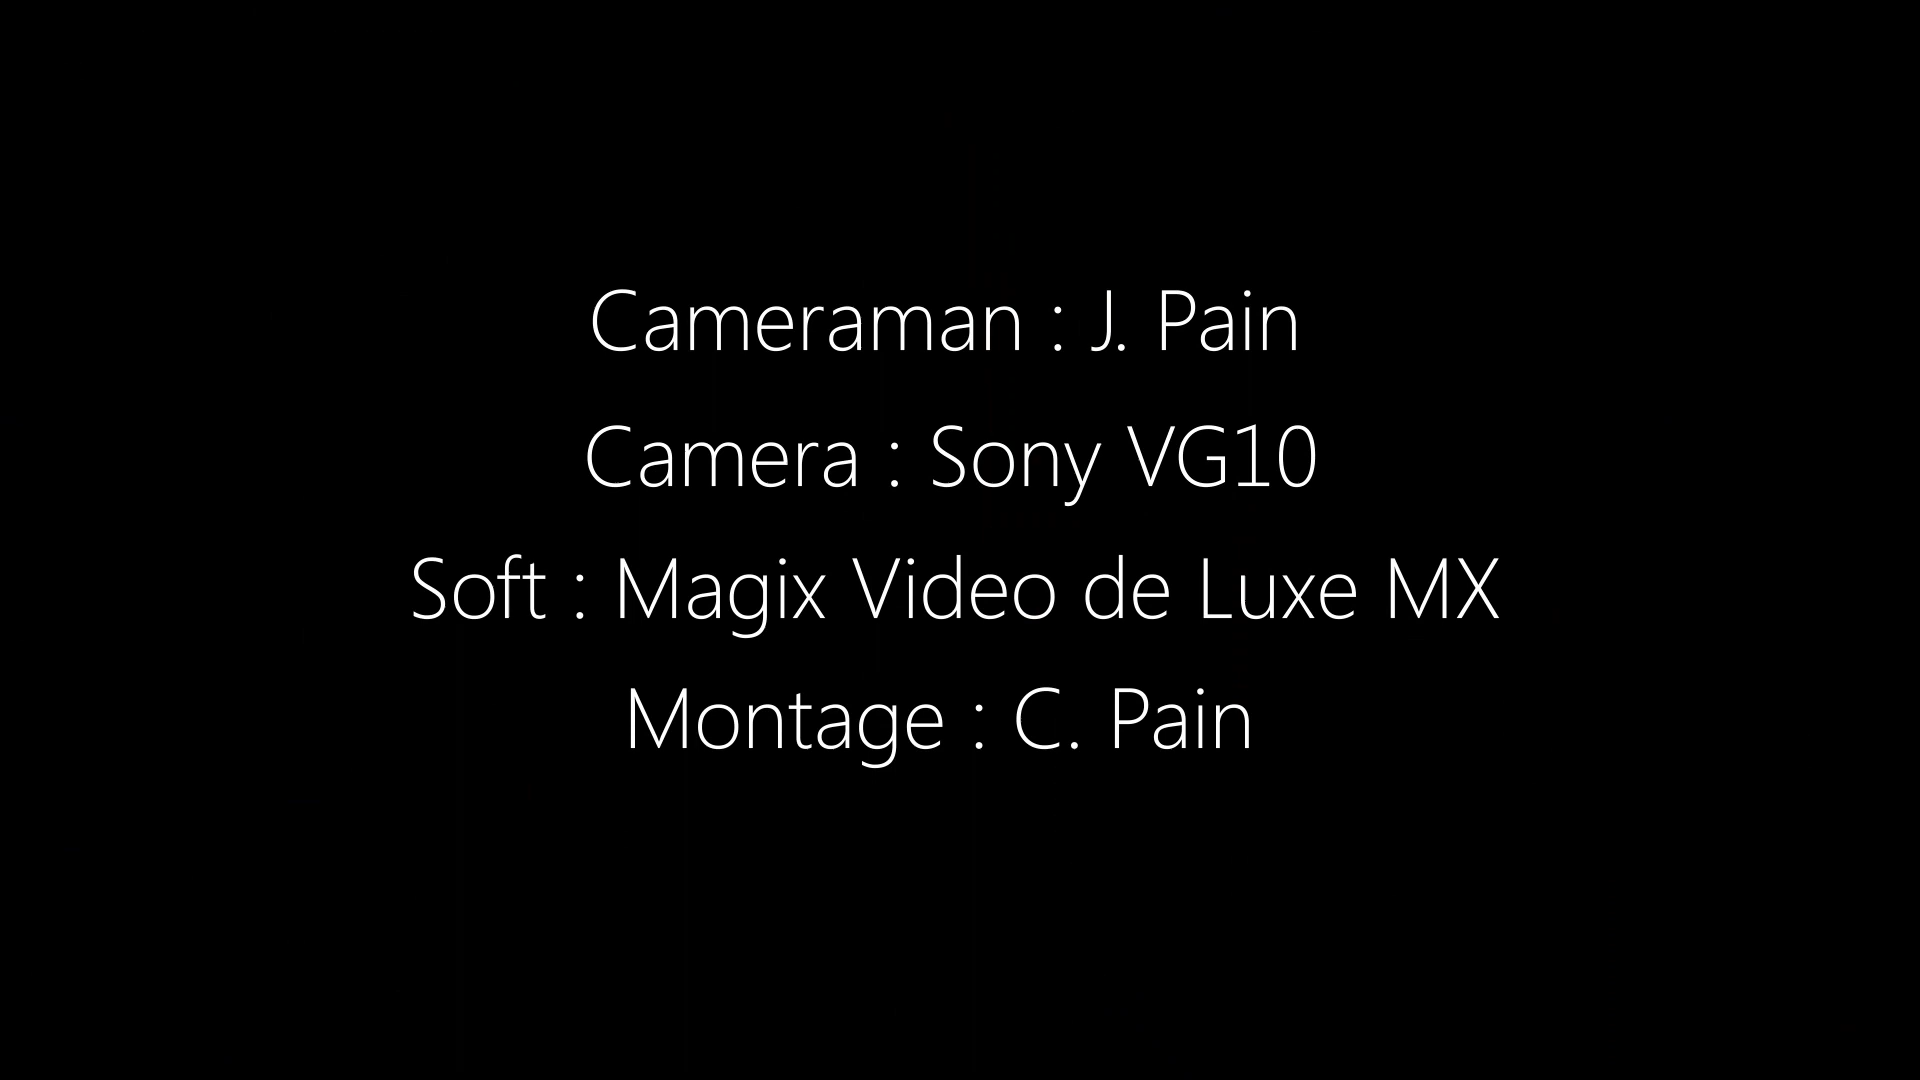 Cameraman : J. Pain
Camera : Sony VG10
Soft : Magix Video de Luxe MX
Montage : C. Pain